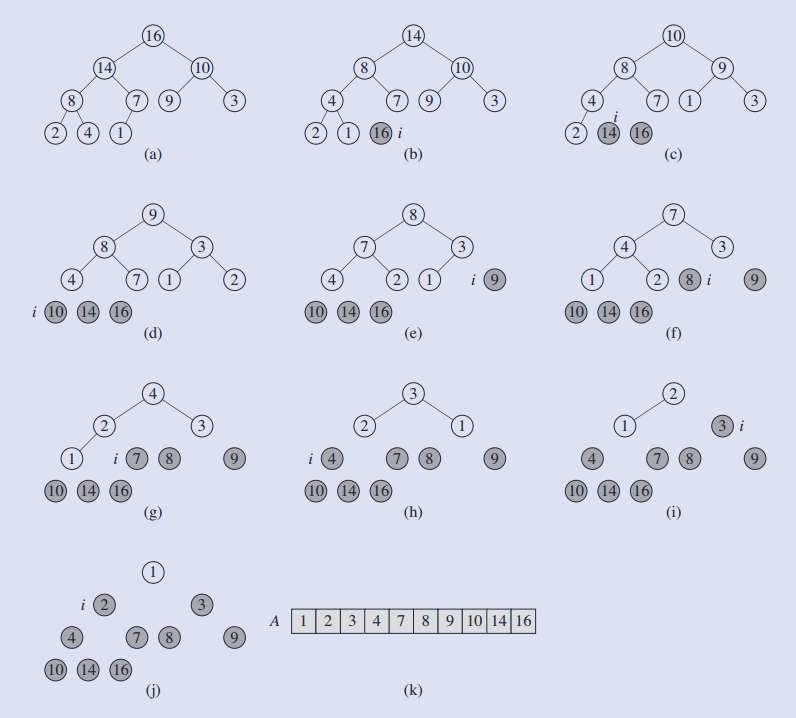 16 14 10
14 10 8 10 10 8 9
8 7 9 3 4 7 9 3 4 7 1 3
2 4 1 2 1 16 i 2 i 14 16
(a) (b) (c)
9 8 7
8 3 7 3 4 3
4 7 1 2 4 2 1 i 9 1 2 8 i 9
i 10 14 16 10 14 16 10 14 16
(d) (e) (f)
4 3 2
2 3 2 1 1 3 i
1 i 7 8 9 i 4 7 8 9 4 7 8 9
10 14 16 10 14 16 10 14 16
(g) (h) (i)
1
i 2 3
A 1 2 3 4 7 8 9 10 14 16
4 7 8 9
10 14 16
(j) (k)